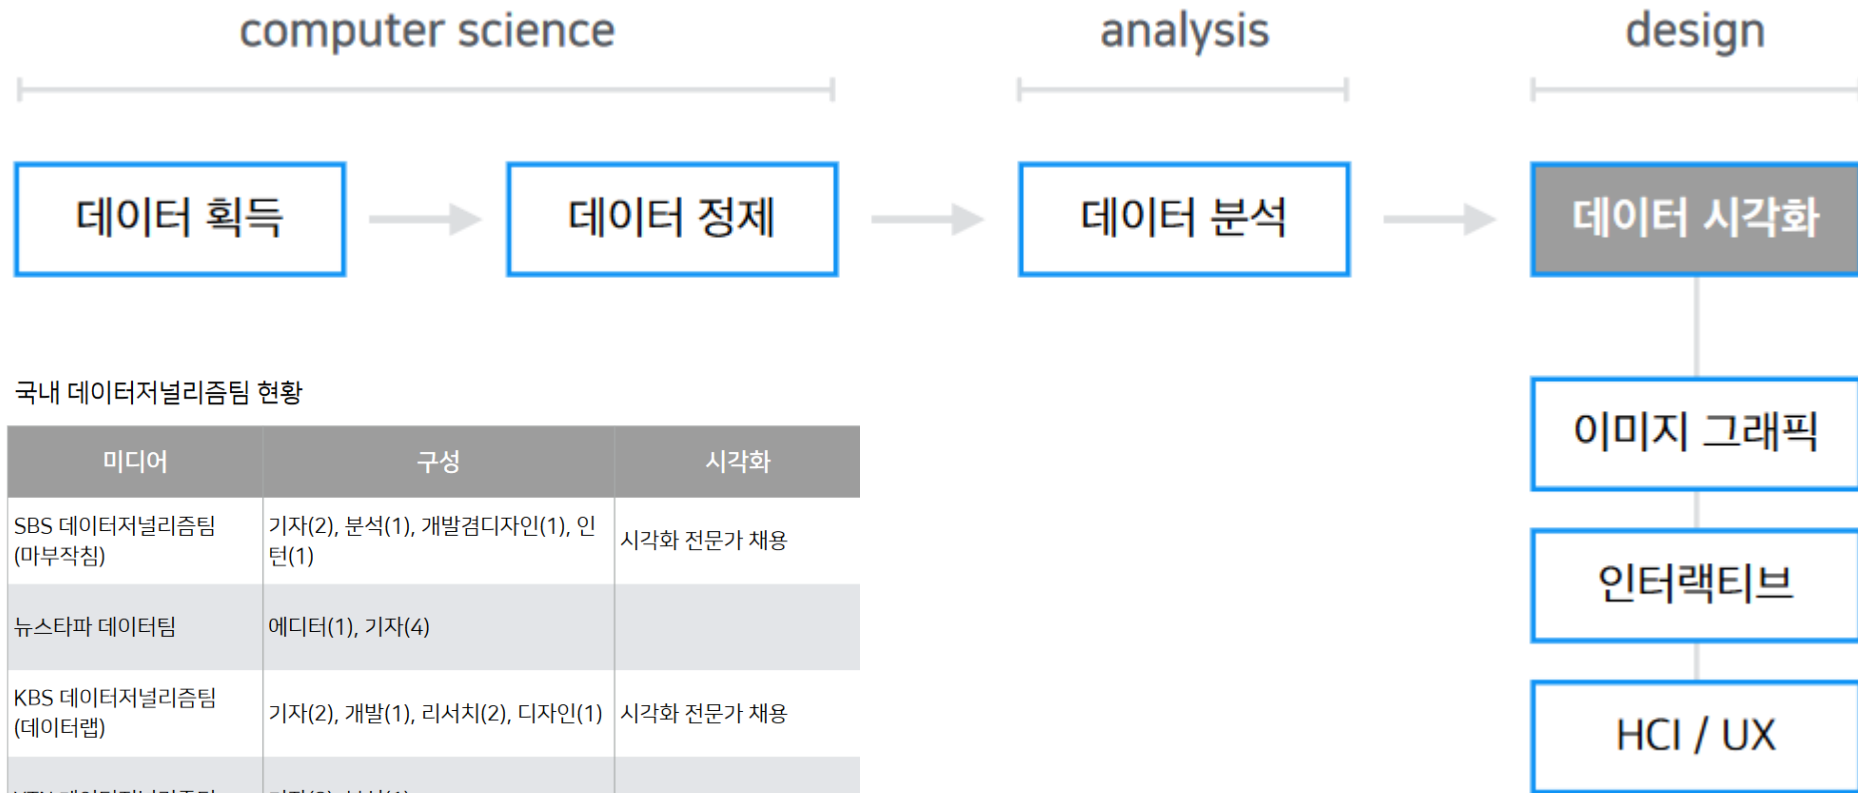 computer science
analysis
design
데이터 획득
데이터 정제
데이터 분석
데이터 시각화
이미지 그래픽
인터랙티브
HCI / UX
국내 데이터저널리즘팀 현황
미디어 구성 시각화
SBS 데이터저널리즘팀
(마부작침)
기자(2), 분석(1), 개발겸디자인(1), 인
턴(1)
시각화 전문가 채용
뉴스타파 데이터팀
에디터(1), 기자(4)
KBS 데이터저널리즘팀
(데이터랩)
기자(2), 개발(1), 리서치(2), 디자인(1)
시각화 전문가 채용